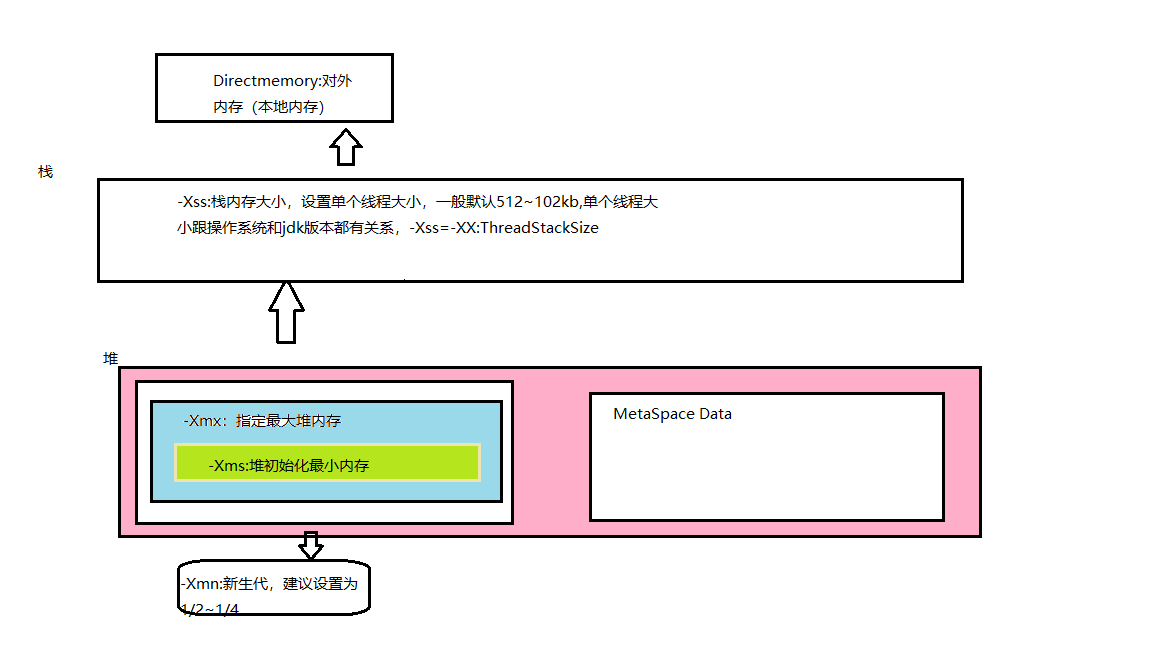 Directmemory:对外
内存（本地内存）
栈
-Xss:栈内存大小，设置单个线程大小，一般默认512~102kb,单个线程大
小跟操作系统和jdk版本都有关系，-Xss=-XX:ThreadStackSize
堆
-Xmx：指定最大堆内存
MetaSpace Data
-Xms:堆初始化最小内存
-Xmn:新生代，建议设置为
1/2~1/4